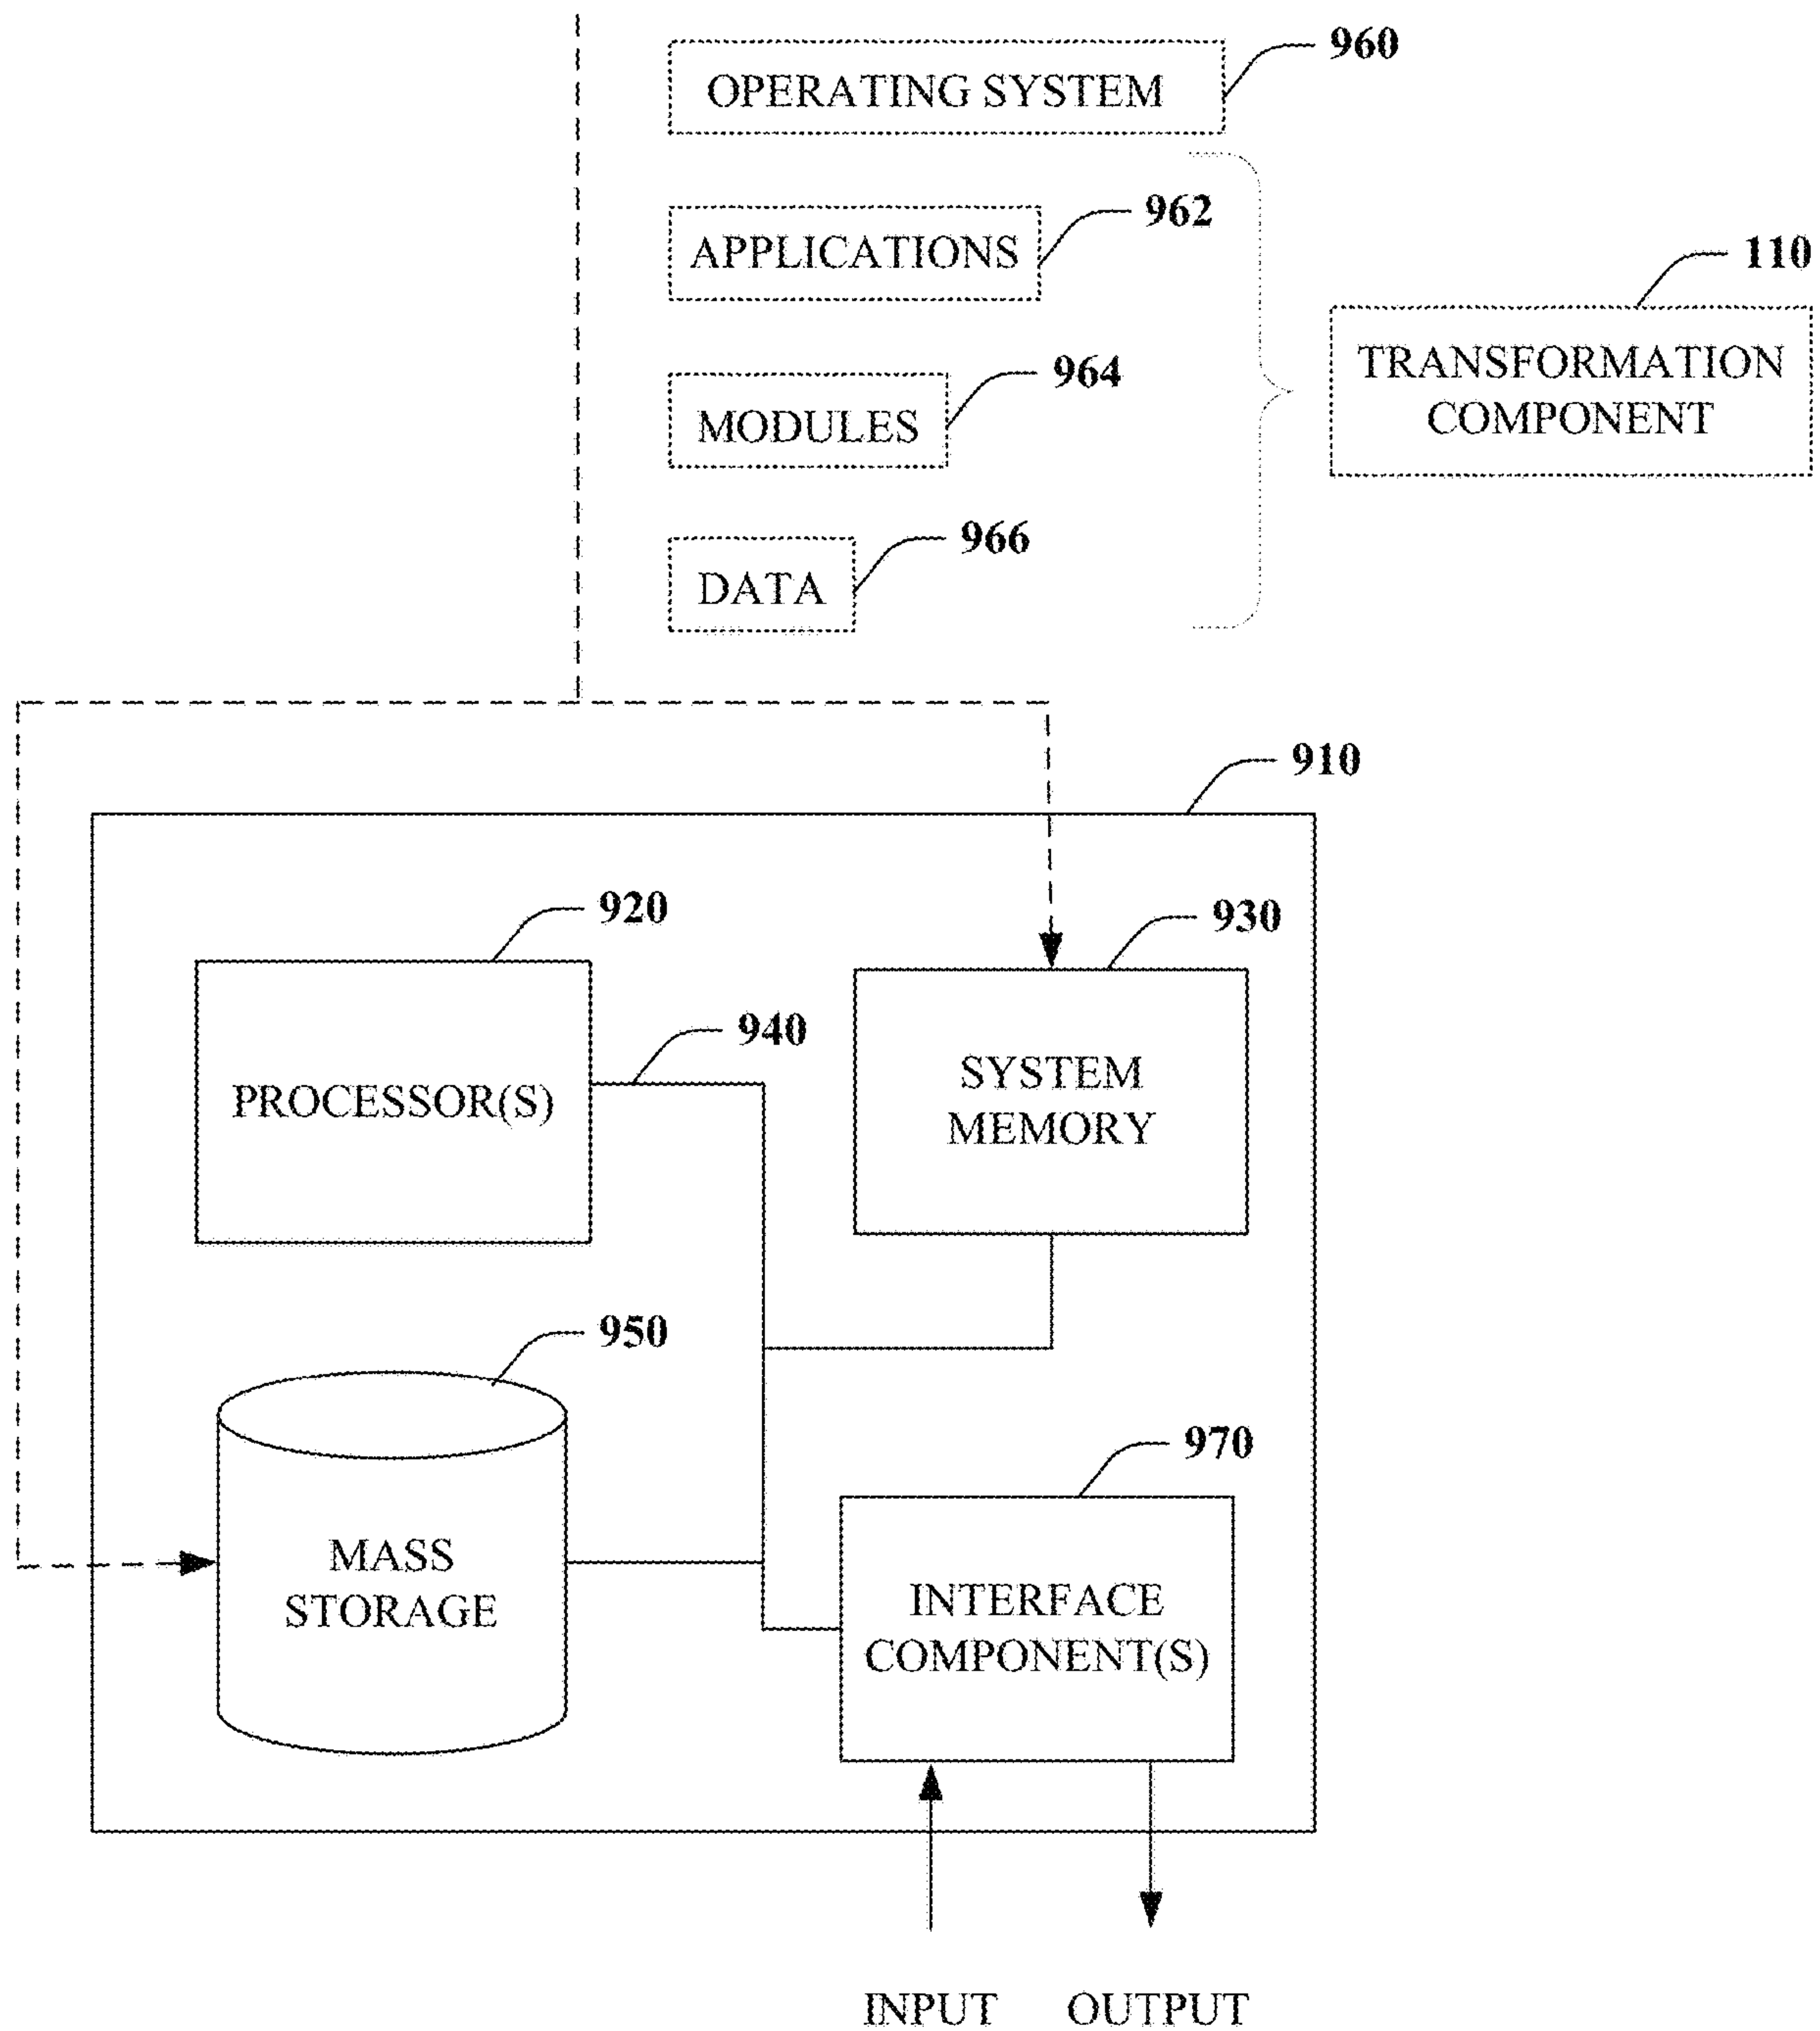 960
OPERATING SYSTEM
962
APPLICATIONS
110
TRANSFORMATION
COMPONENT
964
MODULES
966
DATA
910
920
930
940
PROCESSOR(S)
SYSTEM
MEMORY
950
970
MASS
STORAGE
INTERFACE
COMPONENT(S)
INPUT
OUTPUT